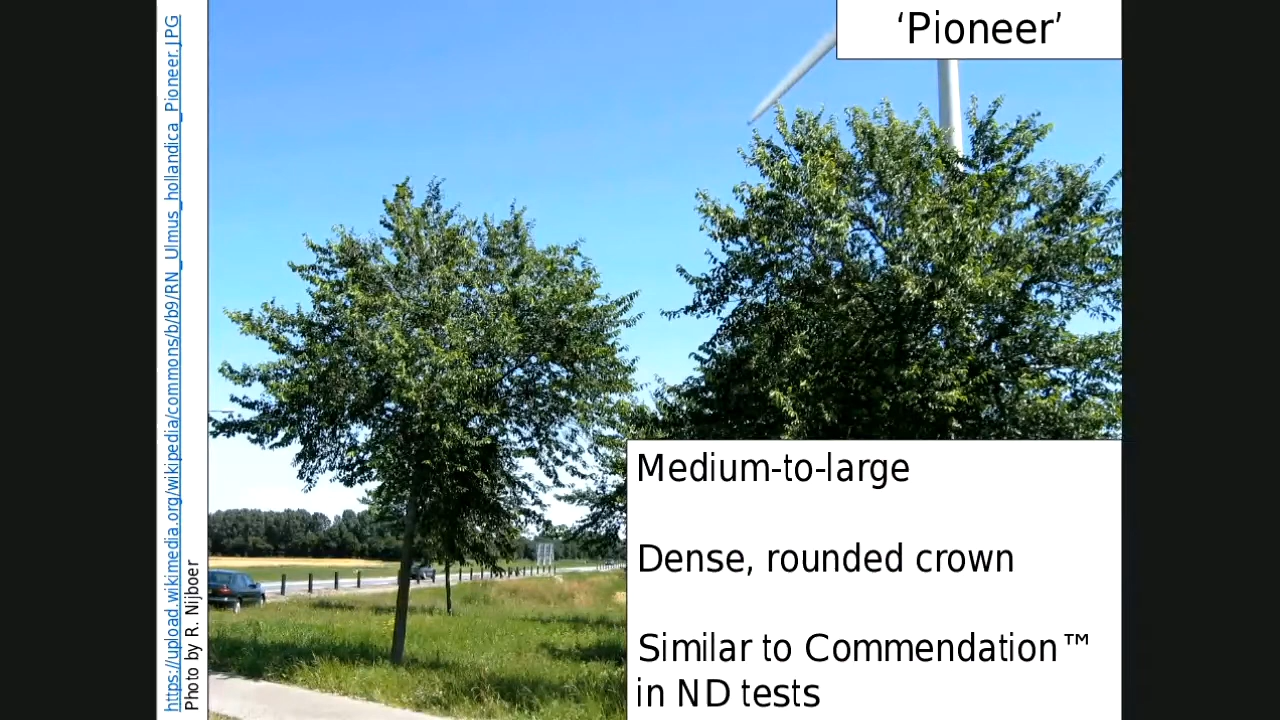 ‘Pioneer’
https://upload.wikimedia.org/wikipedia/commons/b/b9/RN_Ulmus_hollandica_Pioneer.JPG
Photo by R. Nijboer
Medium-to-large
Dense, rounded crown
Similar to Commendation™
in ND tests